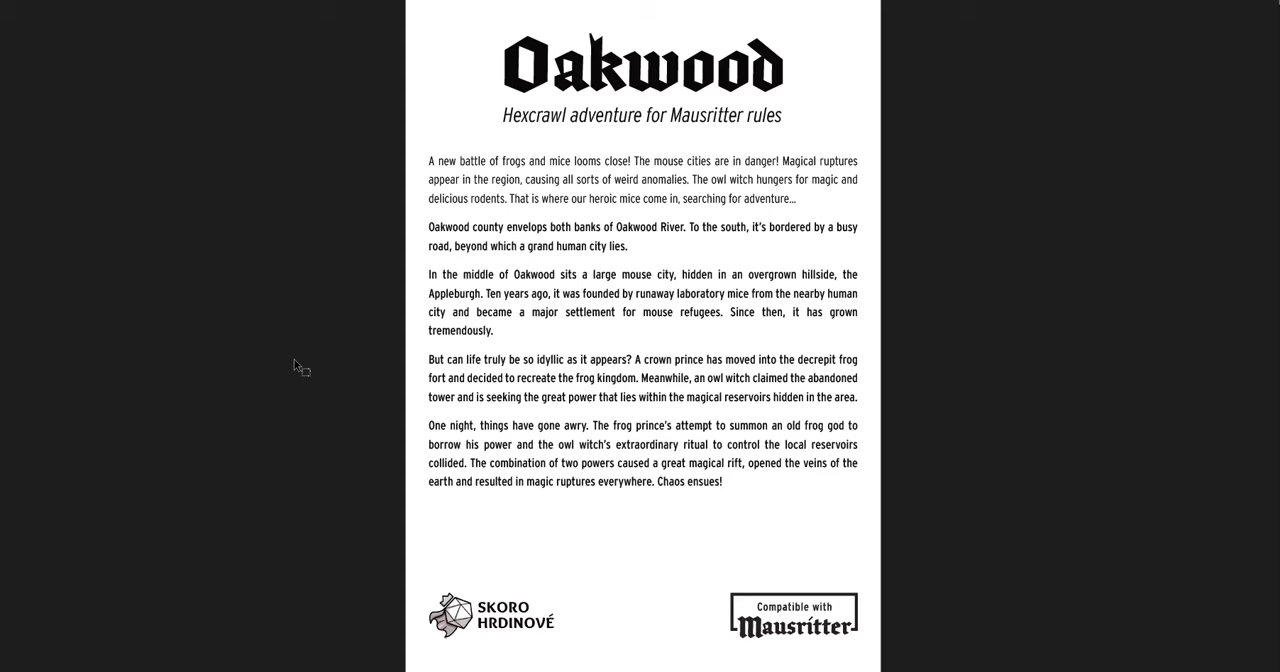 Oakwood
Hexcrawl adventure for Mausritter rules
A new battle of frogs and mice looms close! The mouse cities are in danger! Magical ruptures
appear in the region, causing all sorts of weird anomalies. The owl witch hungers for magic and
delicious rodents. That is where our heroic mice come in, searching for adventure...
Oakwood county envelops both banks of Oakwood River. To the south, it's bordered by a busy
road, beyond which a grand human city lies.
In the middle of Oakwood sits a large mouse city, hidden in an overgrown hillside, the
Appleburgh. Ten years ago, it was founded by runaway laboratory mice from the nearby human
city and became a major settlement for mouse refugees. Since then, it has grown
tremendously.
But can life truly be so idyllic as it appears? A crown prince has moved into the decrepit frog
fort and decided to recreate the frog kingdom. Meanwhile, an owl witch claimed the abandoned
tower and is seeking the great power that lies within the magical reservoirs hidden in the area.
One night, things have gone awry. The frog prince's attempt to summon an old frog god to
borrow his power and the owl witch's extraordinary ritual to control the local reservoirs
collided. The combination of two powers caused a great magical rift, opened the veins of the
earth and resulted in magic ruptures everywhere. Chaos ensues!
SKORO
HRDINOVÉ
Compatible with
Mausritter